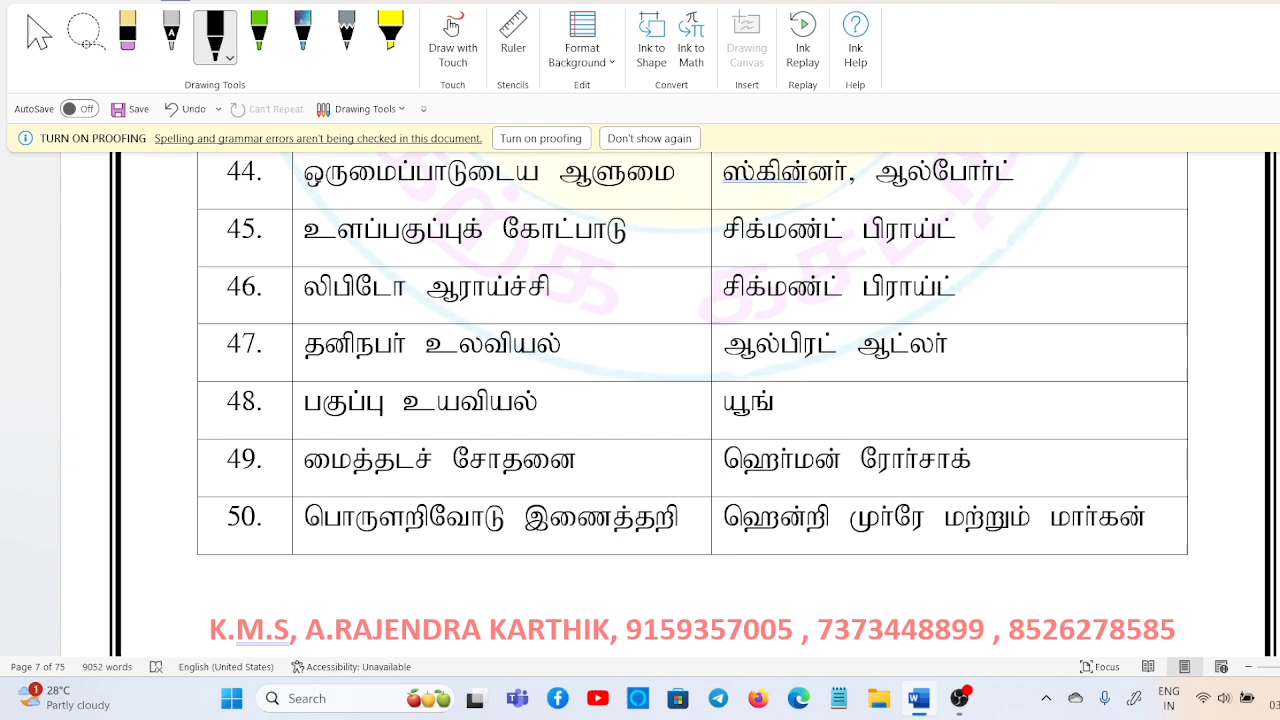 Draw with Touch
Ruler
Format Background
Ink to Shape
Ink to Math
Drawing Canvas
Ink Replay
Ink Help
Drawing Tools
Touch
Stencils
Edit
Convert
Insert
Replay
Help
AutoSave Off Save Undo Can't Repeat Drawing Tools
TURN ON PROOFING Spelling and grammar errors aren't being checked in this document. Turn on proofing Don't show again
44. ஒருமைப்பாடுடைய ஆளுமை ஸ்கின்னர், ஆல்போர்ட்
45. உளப்பகுப்புக் கோட்பாடு சிக்மண்ட் பிராய்ட்
46. லிபிடோ ஆராய்ச்சி சிக்மண்ட் பிராய்ட்
47. தனிநபர் உலவியல் ஆல்பிரட் ஆட்லர்
48. பகுப்பு உயவியல் யூங்
49. மைத்தடச் சோதனை ஹெர்மன் ரோர்சாக்
50. பொருளறிவோடு இணைத்தறி ஹென்றி முர்ரே மற்றும் மார்கன்
K.M.S, A.RAJENDRA KARTHIK, 9159357005 , 7373448899 , 8526278585
Page 7 of 75 9052 words English (United States) Accessibility: Unavailable Focus
1 28°C
Partly cloudy
Search
ENG
IN